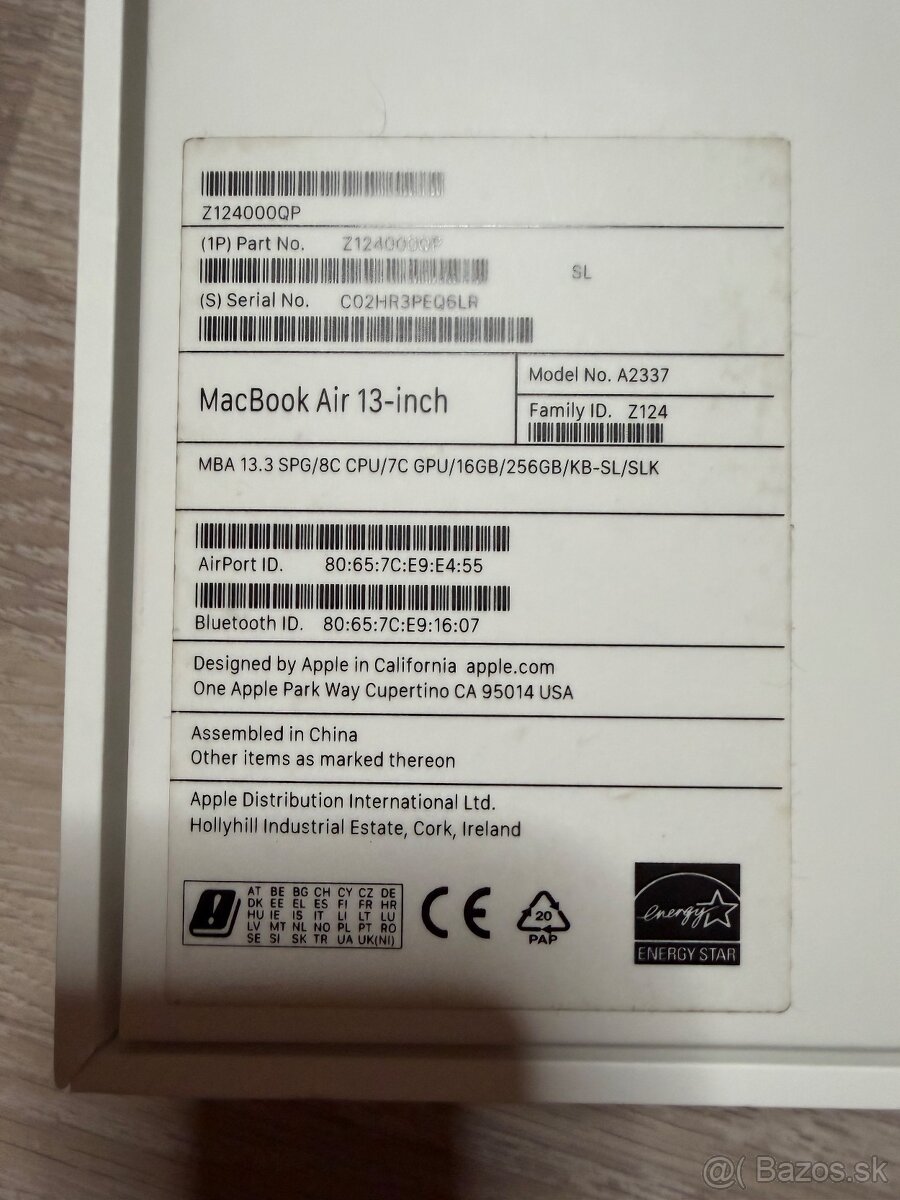 Z124000QP
(1P) Part No. Z124000QP
SL
(S) Serial No. C02HR3PEQ6LR
MacBook Air 13-inch
Model No. A2337
Family ID. Z124
MBA 13.3 SPG/8C CPU/7C GPU/16GB/256GB/KB-SL/SLK
AirPort ID. 80:65:7C:E9:E4:55
Bluetooth ID. 80:65:7C:E9:16:07
Designed by Apple in California apple.com
One Apple Park Way Cupertino CA 95014 USA
Assembled in China
Other items as marked thereon
Apple Distribution International Ltd.
Hollyhill Industrial Estate, Cork, Ireland
AT BE BG CH CY CZ DE
DK EE EL ES FI FR HR
HU IE IS IT LI LT LU
LV MT NL NO PL PT RO
SE SI SK TR UA UK(NI)
CE
20
PAP
energy
ENERGY STAR
@( Bazos.sk